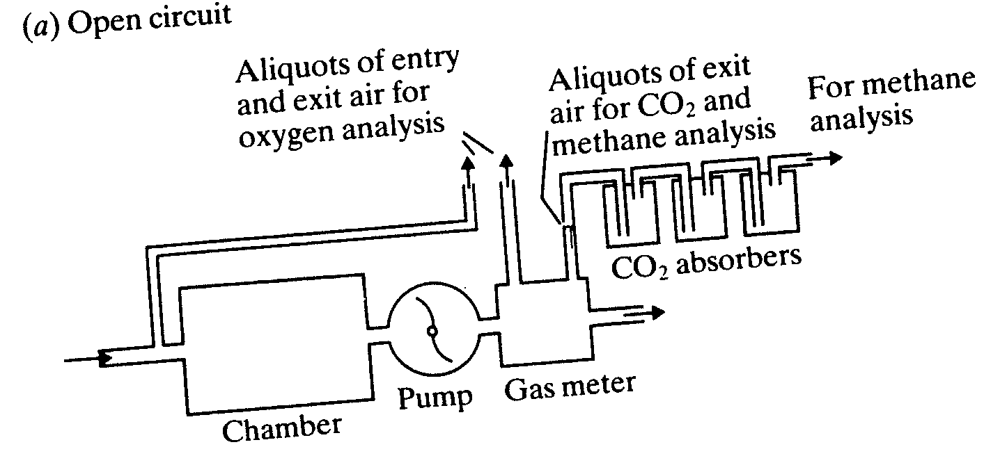 (a) Open circuit
Aliquots of entry
and exit air for
oxygen analysis
Aliquots of exit
air for CO₂ and
methane analysis
For methane
analysis
CO₂ absorbers
Pump
Gas meter
Chamber